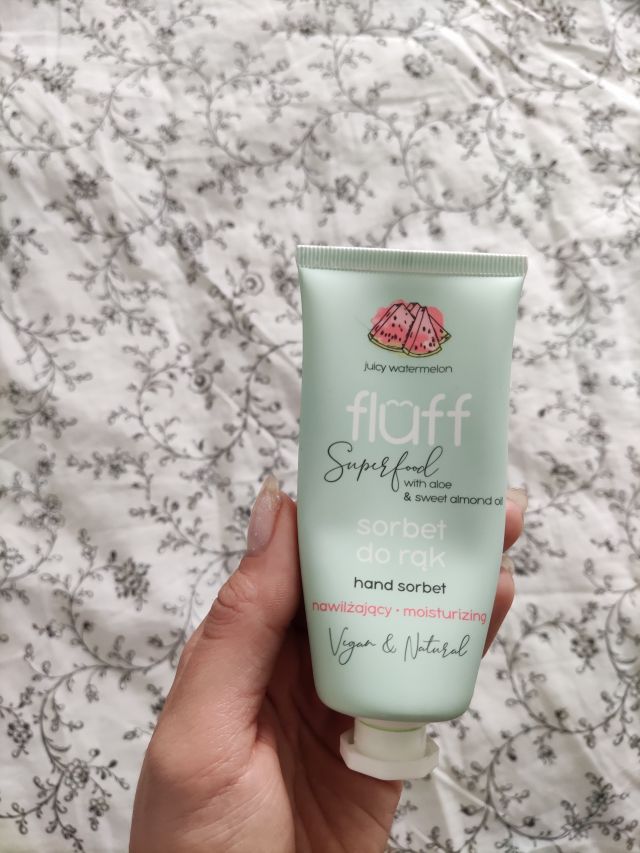 juicy watermelon
fluff
Superfood
with aloe
& sweet almond oil
sorbet
do rąk
hand sorbet
nawilżający • moisturizing
Vegan & Natural